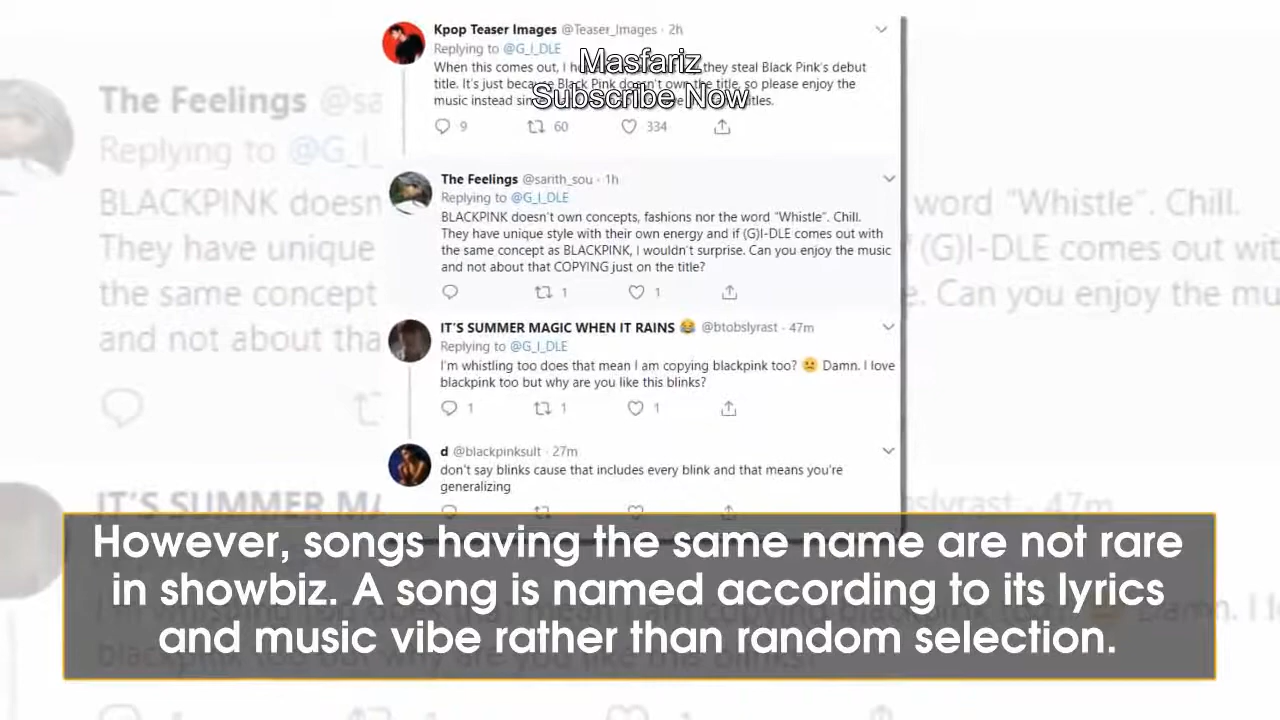 Kpop Teaser Images @Teaser_Images · 2h
Replying to @G_I_DLE
Masfariz
When this comes out, I they steal Black Pink's debut
title. It's just because Black Pink doesn't own the title, so please enjoy the
Subscribe Now
music instead
9 60 334
The Feelings @sarith_sou · 1h
Replying to @G_I_DLE
BLACKPINK doesn't own concepts, fashions nor the word "Whistle". Chill.
They have unique style with their own energy and if (G)I-DLE comes out with
the same concept as BLACKPINK, I wouldn't surprise. Can you enjoy the music
and not about that COPYING just on the title?
1 1
IT'S SUMMER MAGIC WHEN IT RAINS 😂 @btobslyrast · 47m
Replying to @G_I_DLE
I'm whistling too does that mean I am copying blackpink too? 🙁 Damn. I love
blackpink too but why are you like this blinks?
1 1 1
d @blackpinksult · 27m
don't say blinks cause that includes every blink and that means you're
generalizing
However, songs having the same name are not rare
in showbiz. A song is named according to its lyrics
and music vibe rather than random selection.